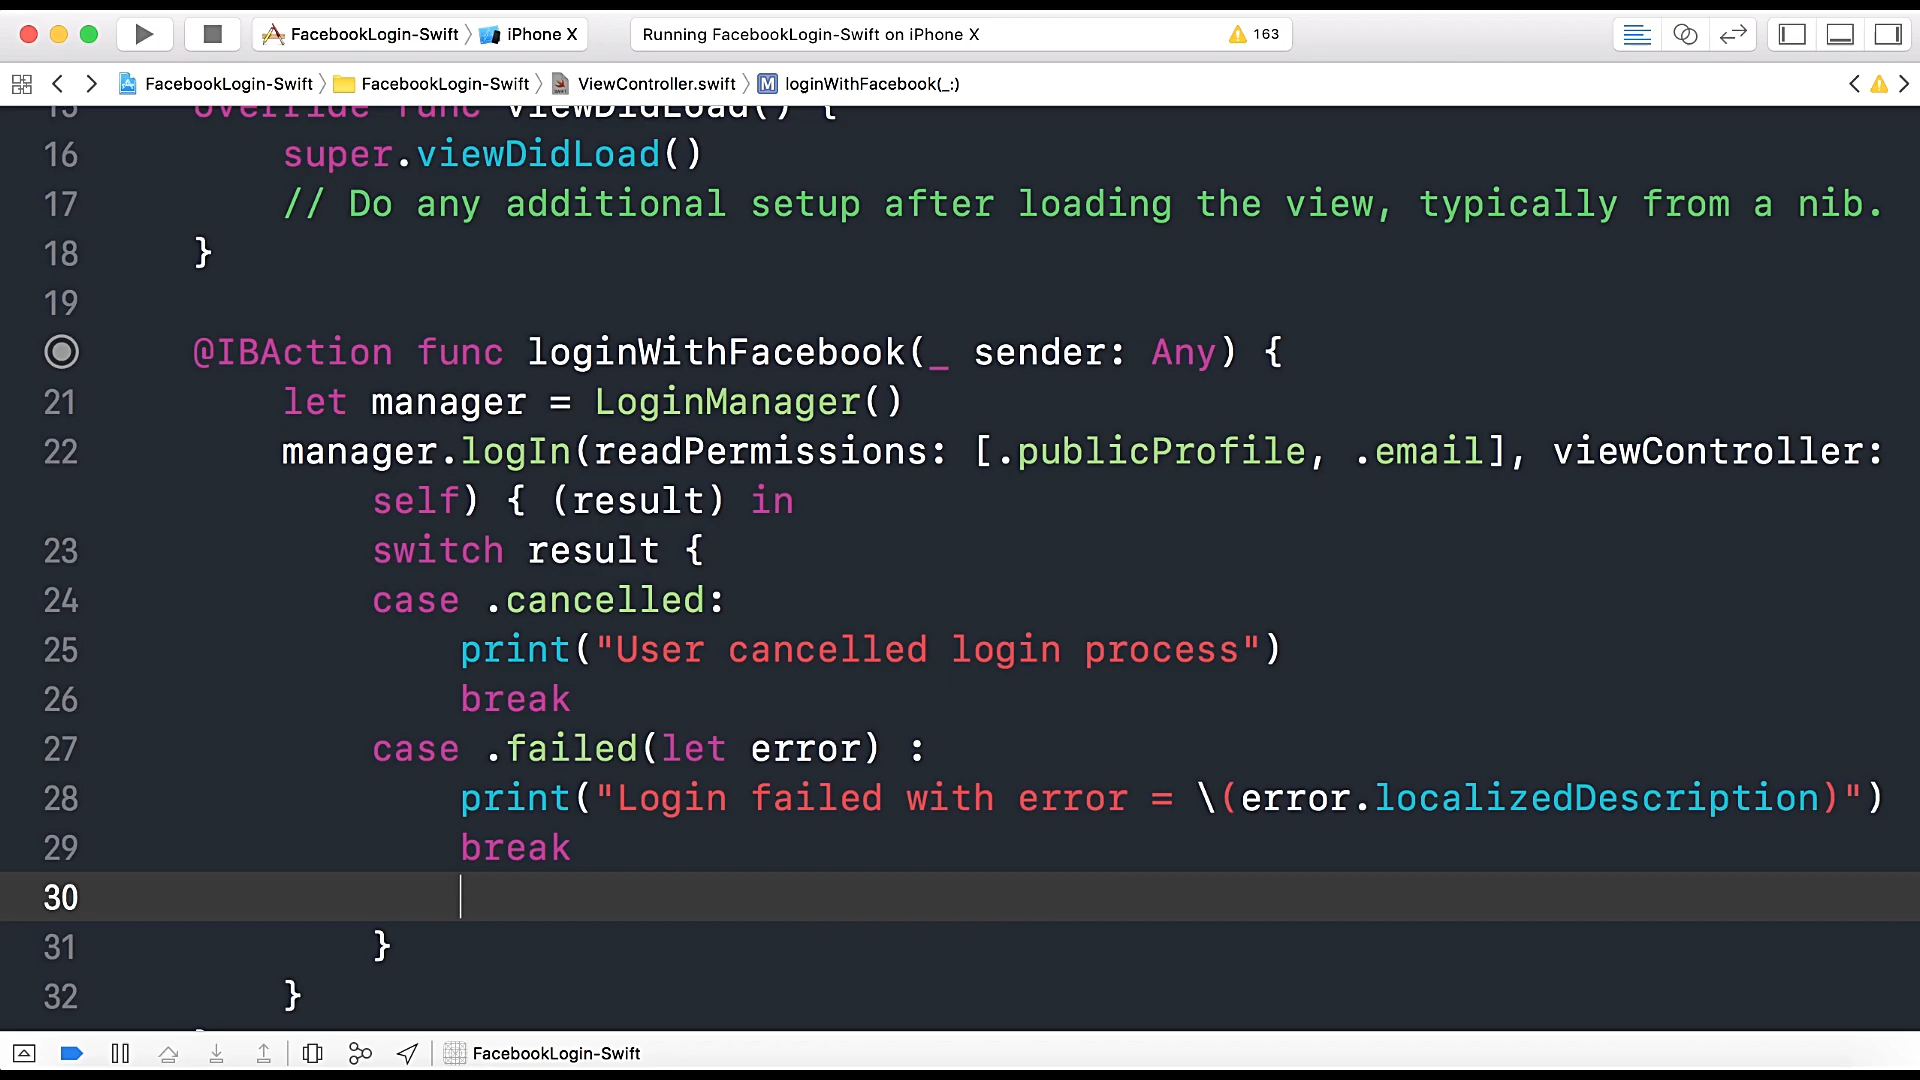 FacebookLogin-Swift iPhone X Running FacebookLogin-Swift on iPhone X 163
FacebookLogin-Swift FacebookLogin-Swift ViewController.swift M loginWithFacebook(_:)
15 override func viewDidLoad() {
16 super.viewDidLoad()
17 // Do any additional setup after loading the view, typically from a nib.
18 }
19
@IBAction func loginWithFacebook(_ sender: Any) {
21 let manager = LoginManager()
22 manager.logIn(readPermissions: [.publicProfile, .email], viewController:
self) { (result) in
23 switch result {
24 case .cancelled:
25 print("User cancelled login process")
26 break
27 case .failed(let error) :
28 print("Login failed with error = \(error.localizedDescription)")
29 break
30
31 }
32 }
FacebookLogin-Swift